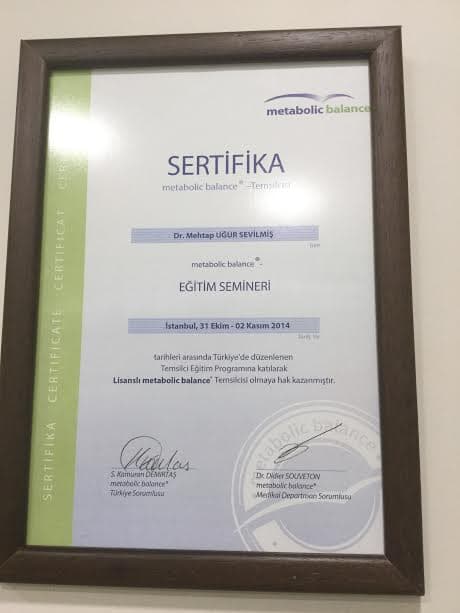 metabolic balance
SERTİFİKA
metabolic balance® -Temsilcisi
Dr. Mehtap UĞUR SEVİLMİŞ
metabolic balance®-
EĞİTİM SEMİNERİ
İstanbul, 31 Ekim - 02 Kasım 2014
tarihleri arasında Türkiye'de düzenlenen
Temsilci Eğitim Programına katılarak
Lisanslı metabolic balance® Temsilcisi olmaya hak kazanmıştır.
S. Kamuran DEMİRTAŞ
metabolic balance®
Türkiye Sorumlusu
Dr. Didier SOUVETON
metabolic balance®
Medikal Departman Sorumlusu
metabolic balance
SERTİFİKA CERTIFICATE CERTIFICAT